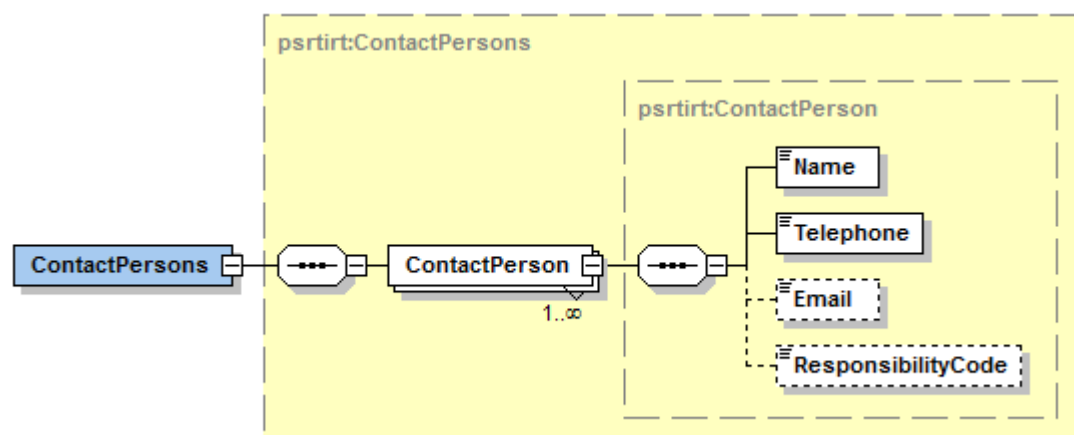 psrtirt:ContactPersons
psrtirt:ContactPerson
Name
Telephone
ContactPersons
ContactPerson
1..∞
Email
ResponsibilityCode